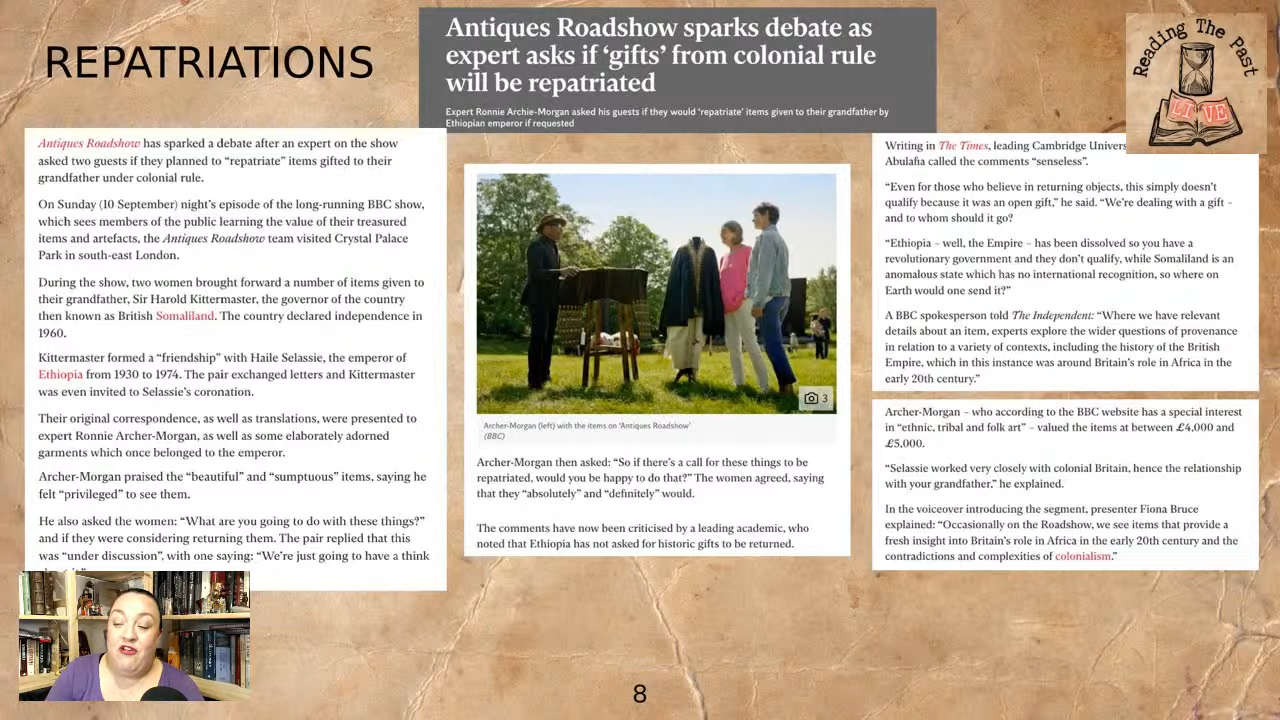 REPATRIATIONS
Antiques Roadshow sparks debate as
expert asks if ‘gifts’ from colonial rule
will be repatriated
Expert Ronnie Archie-Morgan asked his guests if they would ‘repatriate’ items given to their grandfather by
Ethiopian emperor if requested
Reading The Past
LIVE
Antiques Roadshow has sparked a debate after an expert on the show
asked two guests if they planned to “repatriate” items gifted to their
grandfather under colonial rule.
On Sunday (10 September) night’s episode of the long-running BBC show,
which sees members of the public learning the value of their treasured
items and artefacts, the Antiques Roadshow team visited Crystal Palace
Park in south-east London.
During the show, two women brought forward a number of items given to
their grandfather, Sir Harold Kittermaster, the governor of the country
then known as British Somaliland. The country declared independence in
1960.
Kittermaster formed a “friendship” with Haile Selassie, the emperor of
Ethiopia from 1930 to 1974. The pair exchanged letters and Kittermaster
was even invited to Selassie’s coronation.
Their original correspondence, as well as translations, were presented to
expert Ronnie Archer-Morgan, as well as some elaborately adorned
garments which once belonged to the emperor.
Archer-Morgan praised the “beautiful” and “sumptuous” items, saying he
felt “privileged” to see them.
He also asked the women: “What are you going to do with these things?”
and if they were considering returning them. The pair replied that this
was “under discussion”, with one saying: “We’re just going to have a think
3
Archer-Morgan (left) with the items on ‘Antiques Roadshow’
(BBC)
Archer-Morgan then asked: “So if there’s a call for these things to be
repatriated, would you be happy to do that?” The women agreed, saying
that they “absolutely” and “definitely” would.
The comments have now been criticised by a leading academic, who
noted that Ethiopia has not asked for historic gifts to be returned.
Writing in The Times, leading Cambridge
Abulafia called the comments “senseless”.
“Even for those who believe in returning objects, this simply doesn’t
qualify because it was an open gift,” he said. “We’re dealing with a gift –
and to whom should it go?
“Ethiopia – well, the Empire – has been dissolved so you have a
revolutionary government and they don’t qualify, while Somaliland is an
anomalous state which has no international recognition, so where on
Earth would one send it?”
A BBC spokesperson told The Independent: “Where we have relevant
details about an item, experts explore the wider questions of provenance
in relation to a variety of contexts, including the history of the British
Empire, which in this instance was around Britain’s role in Africa in the
early 20th century.”
Archer-Morgan – who according to the BBC website has a special interest
in “ethnic, tribal and folk art” – valued the items at between £4,000 and
£5,000.
“Selassie worked very closely with colonial Britain, hence the relationship
with your grandfather,” he explained.
In the voiceover introducing the segment, presenter Fiona Bruce
explained: “Occasionally on the Roadshow, we see items that provide a
fresh insight into Britain’s role in Africa in the early 20th century and the
contradictions and complexities of colonialism.”
8